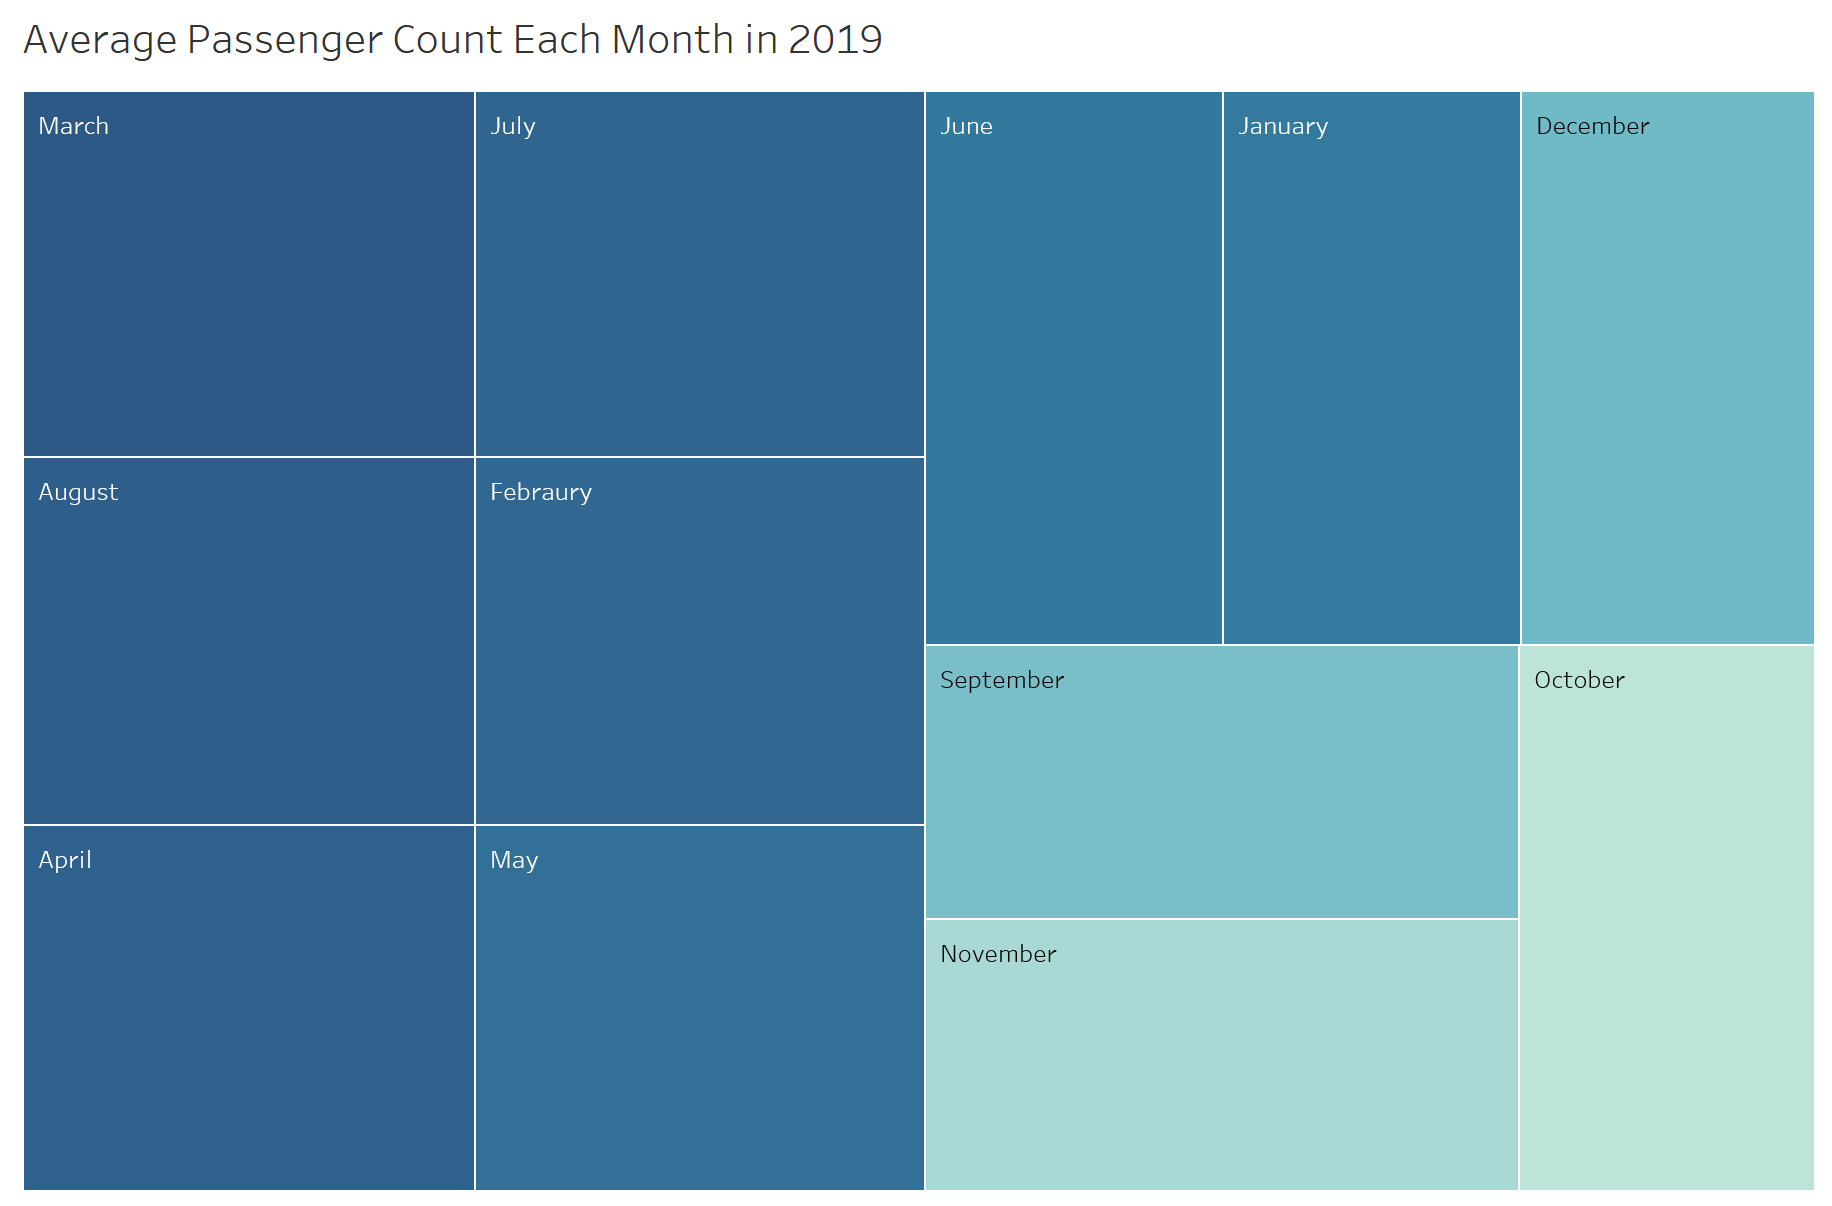 Average Passenger Count Each Month in 2019
March
July
June
January
December
August
Febraury
September
October
April
May
November